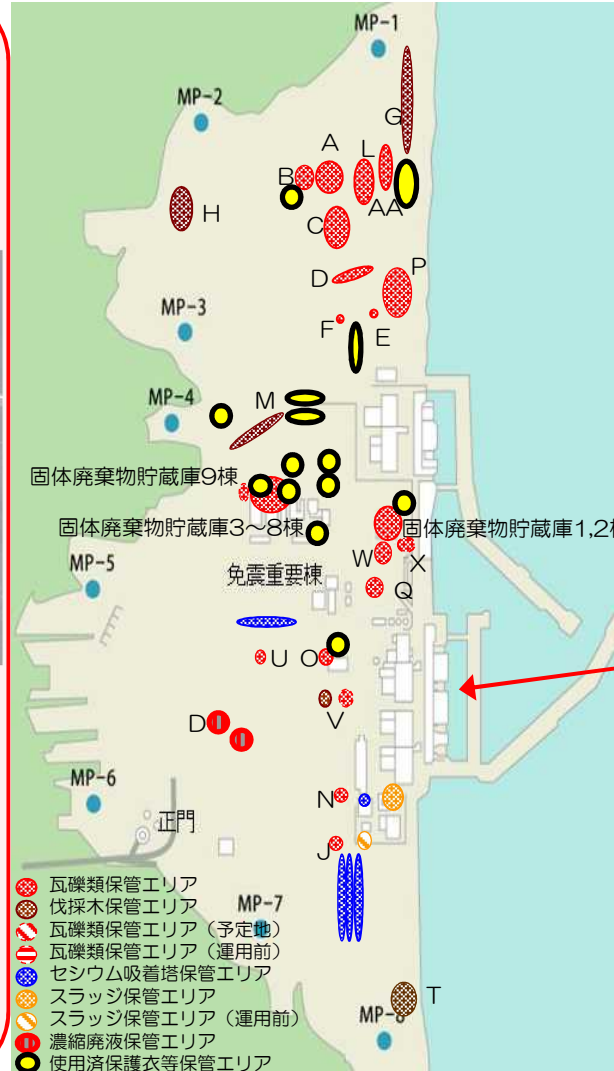 MP-1
MP-2
G
A
L
B
AA
H
C
P
D
F
E
MP-3
MP-4
M
固体廃棄物貯蔵庫9棟
固体廃棄物貯蔵庫3～8棟
固体廃棄物貯蔵庫1,2
W
X
MP-5
免震重要棟
Q
U
O
V
D
MP-6
N
正門
J
瓦礫類保管エリア
伐採木保管エリア
MP-7
瓦礫類保管エリア（予定地）
瓦礫類保管エリア（運用前）
セシウム吸着塔保管エリア
スラッジ保管エリア
T
スラッジ保管エリア（運用前）
MP-8
濃縮廃液保管エリア
使用済保護衣等保管エリア